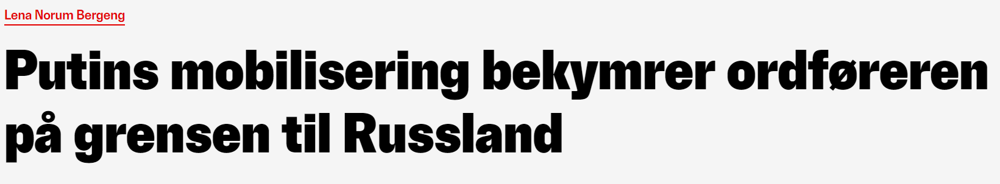 Lena Norum Bergeng
Putins mobilisering bekymrer ordføreren
på grensen til Russland